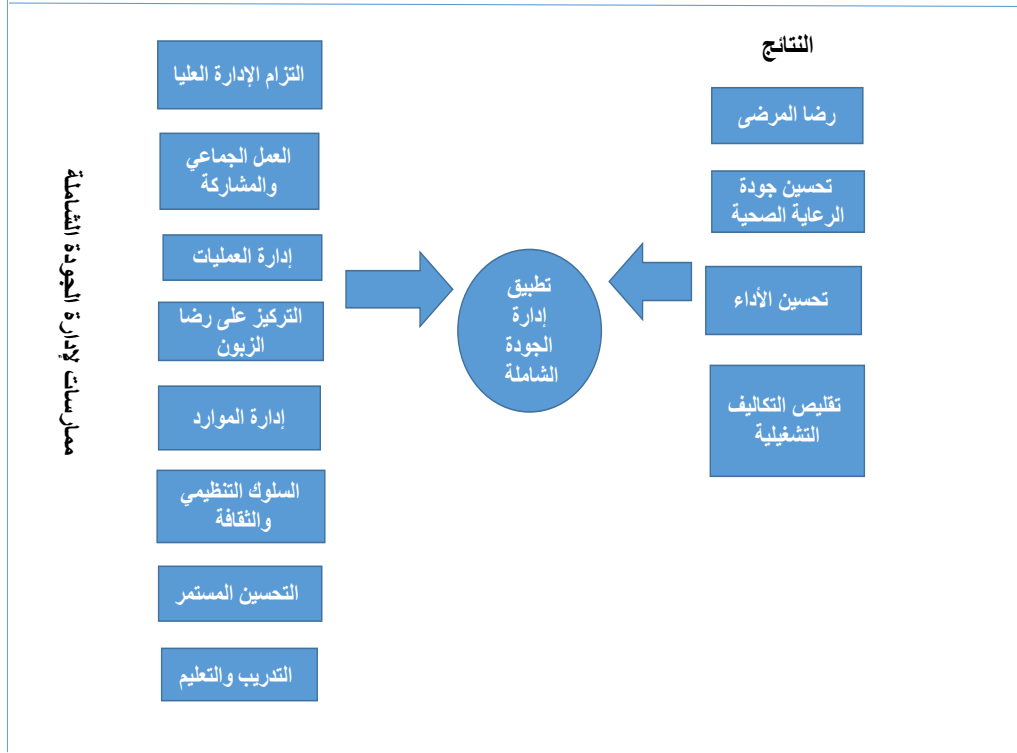 النتائج
رضا المرضى
تحسين جودة
الرعاية الصحية
تحسين الأداء
تقليص التكاليف
التشغيلية
تطبيق
إدارة
الجودة
الشاملة
التزام الإدارة العليا
العمل الجماعي
والمشاركة
إدارة العمليات
التركيز على رضا
الزبون
إدارة الموارد
السلوك التنظيمي
والثقافة
التحسين المستمر
التدريب والتعليم
ممارسات لإدارة الجودة الشاملة